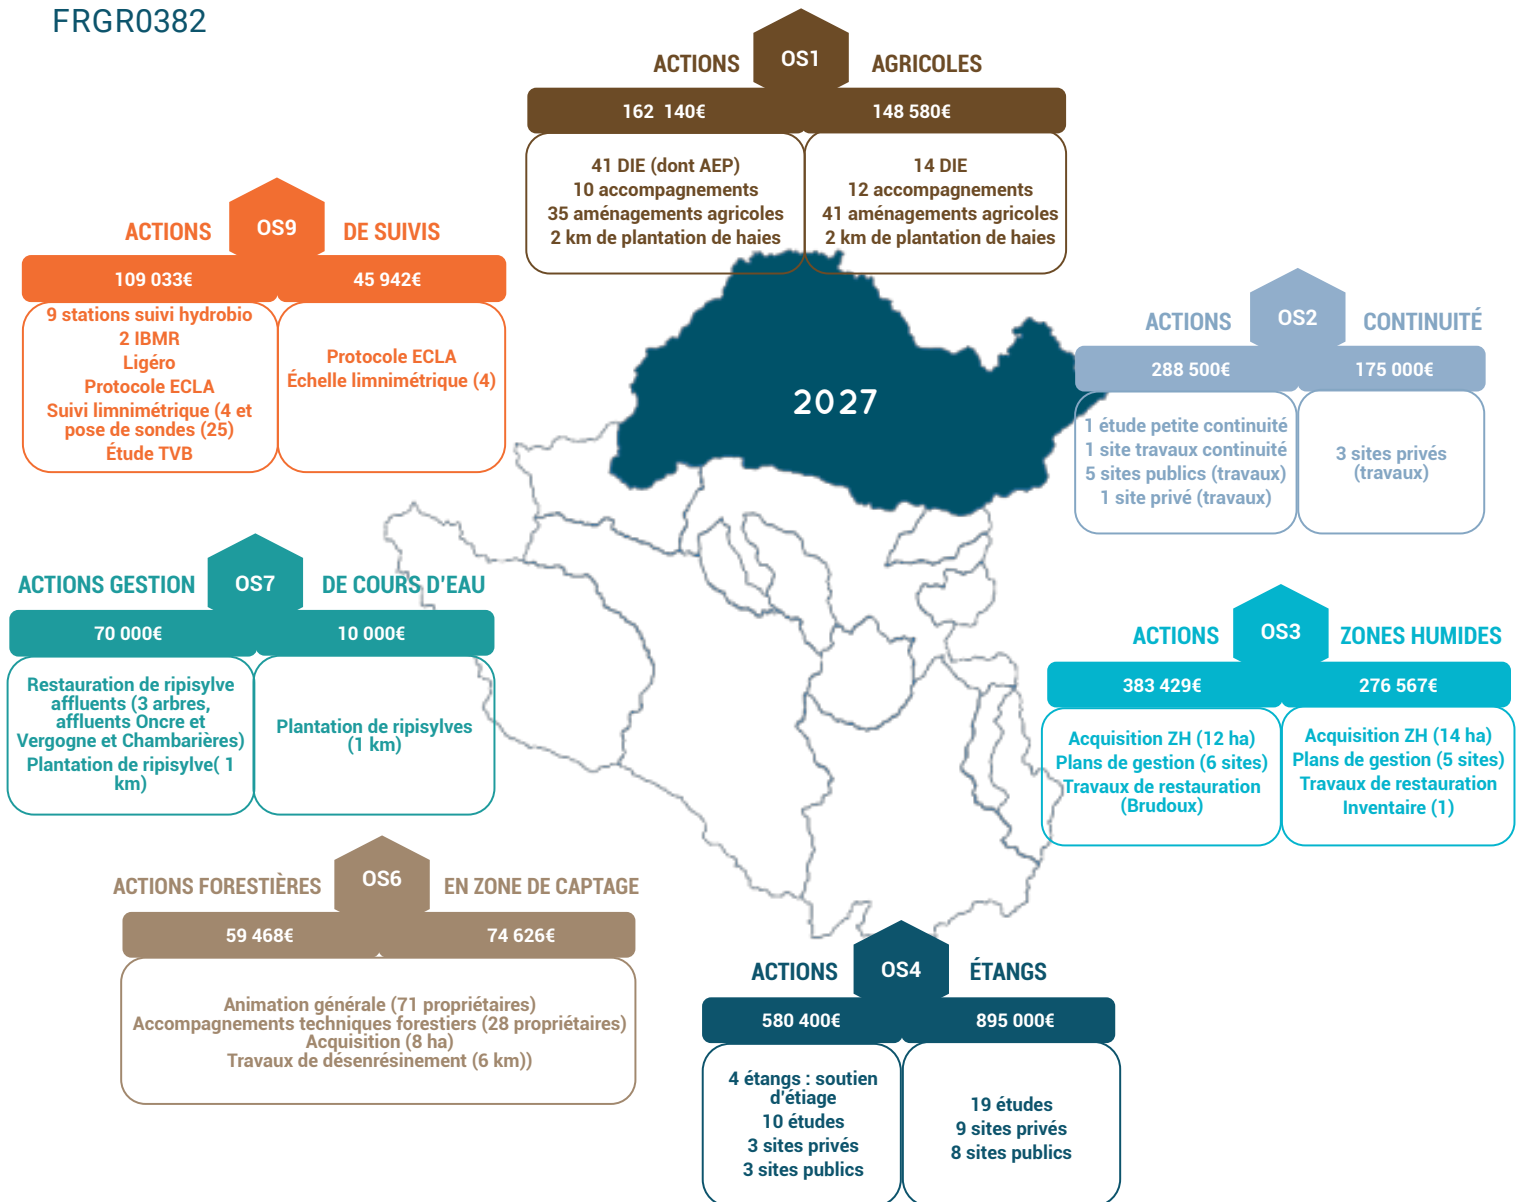 FRGR0382
ACTIONS OS1 AGRICOLES
162 140€ 148 580€
41 DIE (dont AEP)
10 accompagnements
35 aménagements agricoles
2 km de plantation de haies
14 DIE
12 accompagnements
41 aménagements agricoles
2 km de plantation de haies
ACTIONS OS9 DE SUIVIS
109 033€ 45 942€
9 stations suivi hydrobio
2 IBMR
Ligéro
Protocole ECLA
Suivi limnimétrique (4 et
pose de sondes (25)
Étude TVB
Protocole ECLA
Échelle limnimétrique (4)
2027
ACTIONS OS2 CONTINUITÉ
288 500€ 175 000€
1 étude petite continuité
1 site travaux continuité
5 sites publics (travaux)
1 site privé (travaux)
3 sites privés
(travaux)
ACTIONS GESTION OS7 DE COURS D'EAU
70 000€ 10 000€
Restauration de ripisylve
affluents (3 arbres,
affluents Oncre et
Vergogne et Chambarières)
Plantation de ripisylve( 1
km)
Plantation de ripisylves
(1 km)
ACTIONS OS3 ZONES HUMIDES
383 429€ 276 567€
Acquisition ZH (12 ha)
Plans de gestion (6 sites)
Travaux de restauration
(Brudoux)
Acquisition ZH (14 ha)
Plans de gestion (5 sites)
Travaux de restauration
Inventaire (1)
ACTIONS FORESTIÈRES OS6 EN ZONE DE CAPTAGE
59 468€ 74 626€
Animation générale (71 propriétaires)
Accompagnements techniques forestiers (28 propriétaires)
Acquisition (8 ha)
Travaux de désenrésinement (6 km))
ACTIONS OS4 ÉTANGS
580 400€ 895 000€
4 étangs : soutien
d'étiage
10 études
3 sites privés
3 sites publics
19 études
9 sites privés
8 sites publics